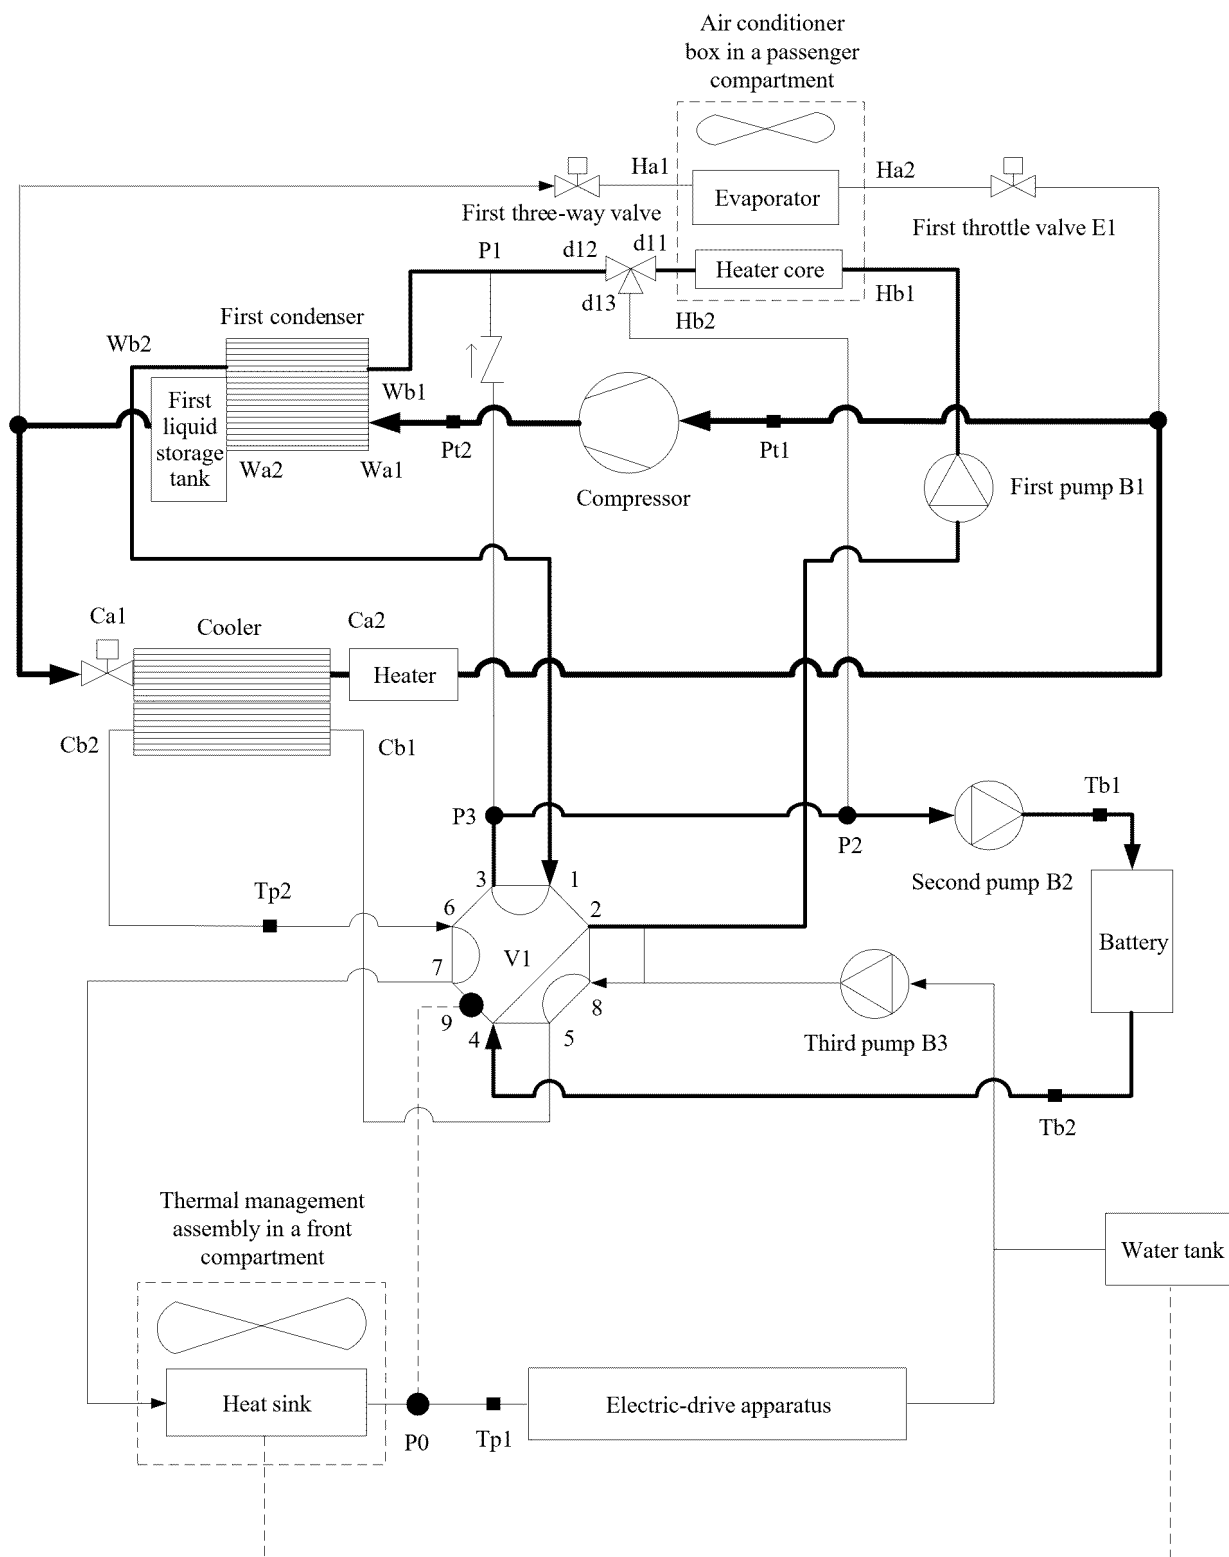 Air conditioner
box in a passenger
compartment
Ha1
Evaporator
Ha2
First three-way valve
First throttle valve E1
P1
d12
d11
Heater core
Hb1
d13
Hb2
First condenser
Wb2
Wb1
First
liquid
storage
tank
Wa2
Wa1
Pt2
Pt1
Compressor
First pump B1
Ca1
Cooler
Ca2
Heater
Cb2
Cb1
P3
P2
Tb1
Second pump B2
Tp2
3
1
6
2
V1
7
8
9
4
5
Battery
Third pump B3
Tb2
Thermal management
assembly in a front
compartment
Water tank
Heat sink
P0
Tp1
Electric-drive apparatus